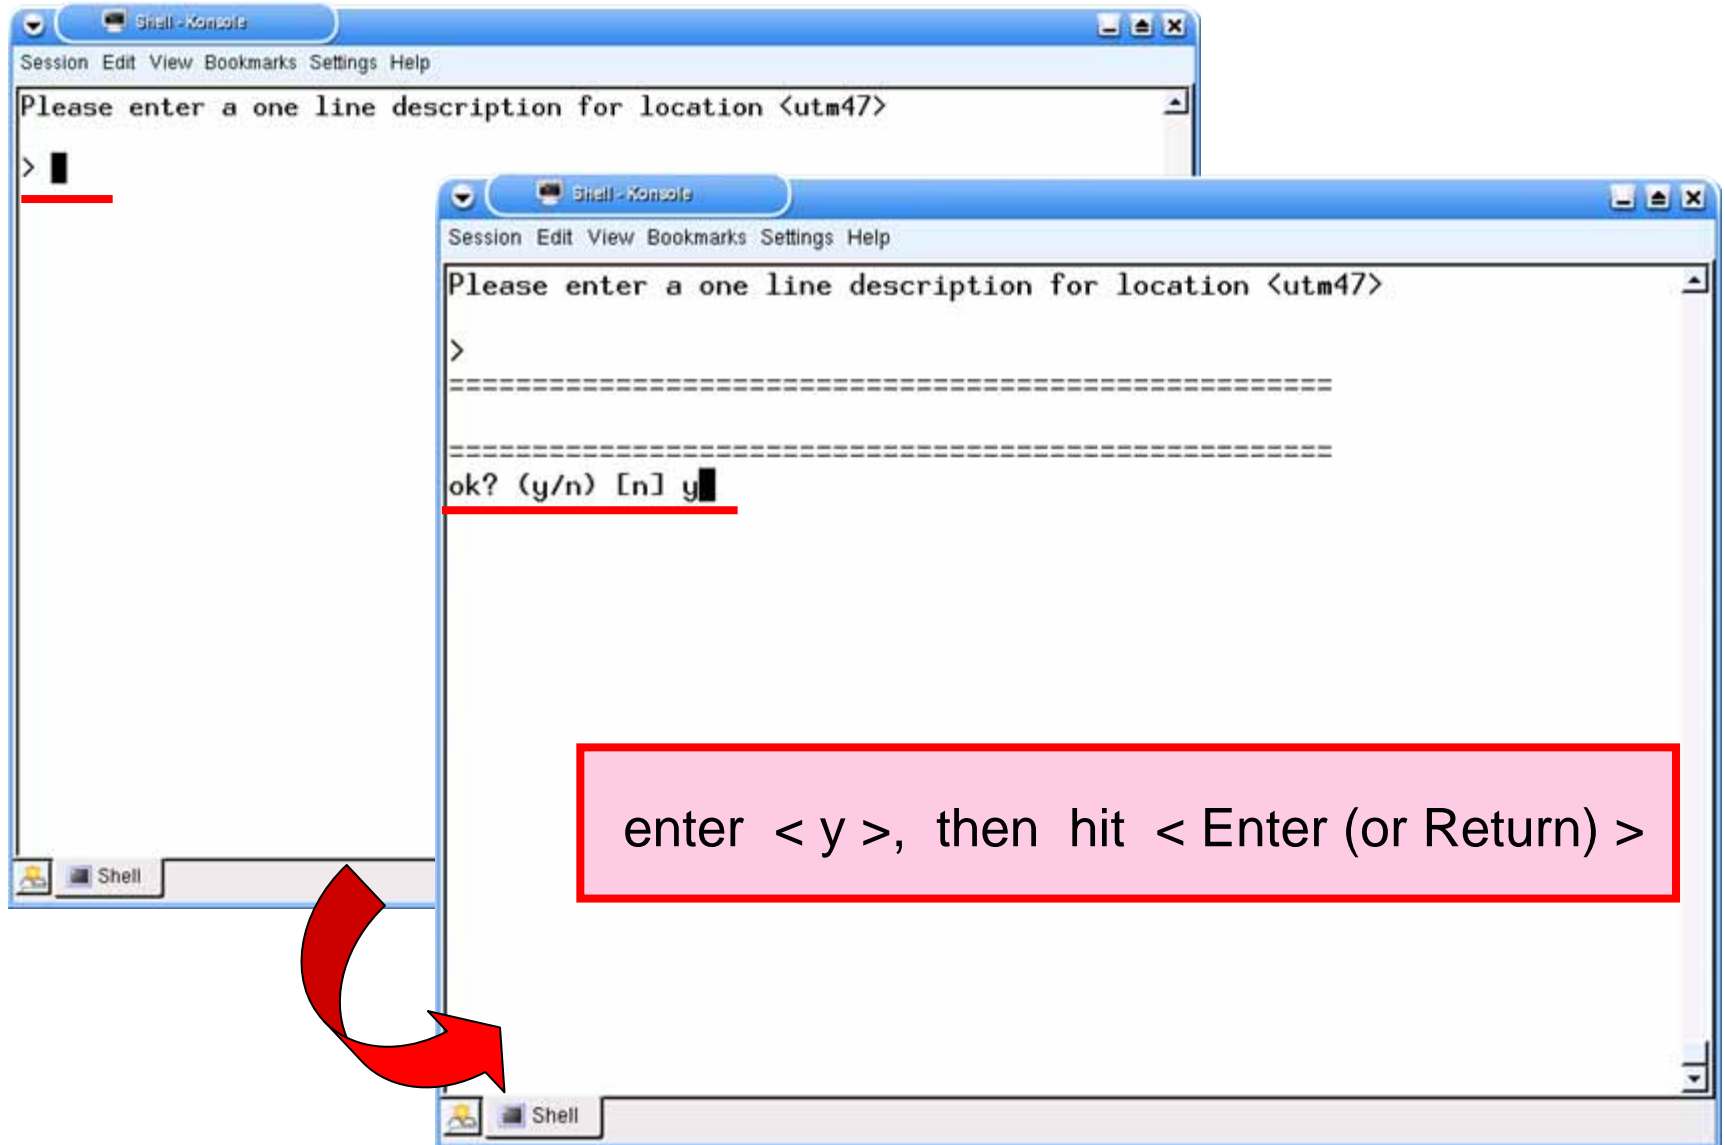 Shell - Konsole
Session Edit View Bookmarks Settings Help
Please enter a one line description for location <utm47>
>
Shell
Shell - Konsole
Session Edit View Bookmarks Settings Help
Please enter a one line description for location <utm47>
>
=====================================================
=====================================================
ok? (y/n) [n] y
enter < y >, then hit < Enter (or Return) >
Shell